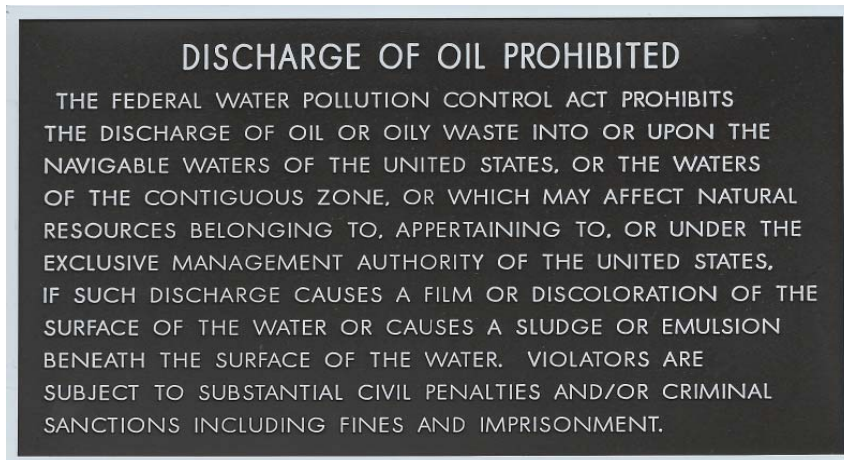 DISCHARGE OF OIL PROHIBITED
THE FEDERAL WATER POLLUTION CONTROL ACT PROHIBITS
THE DISCHARGE OF OIL OR OILY WASTE INTO OR UPON THE
NAVIGABLE WATERS OF THE UNITED STATES, OR THE WATERS
OF THE CONTIGUOUS ZONE, OR WHICH MAY AFFECT NATURAL
RESOURCES BELONGING TO, APPERTAINING TO, OR UNDER THE
EXCLUSIVE MANAGEMENT AUTHORITY OF THE UNITED STATES,
IF SUCH DISCHARGE CAUSES A FILM OR DISCOLORATION OF THE
SURFACE OF THE WATER OR CAUSES A SLUDGE OR EMULSION
BENEATH THE SURFACE OF THE WATER. VIOLATORS ARE
SUBJECT TO SUBSTANTIAL CIVIL PENALTIES AND/OR CRIMINAL
SANCTIONS INCLUDING FINES AND IMPRISONMENT.